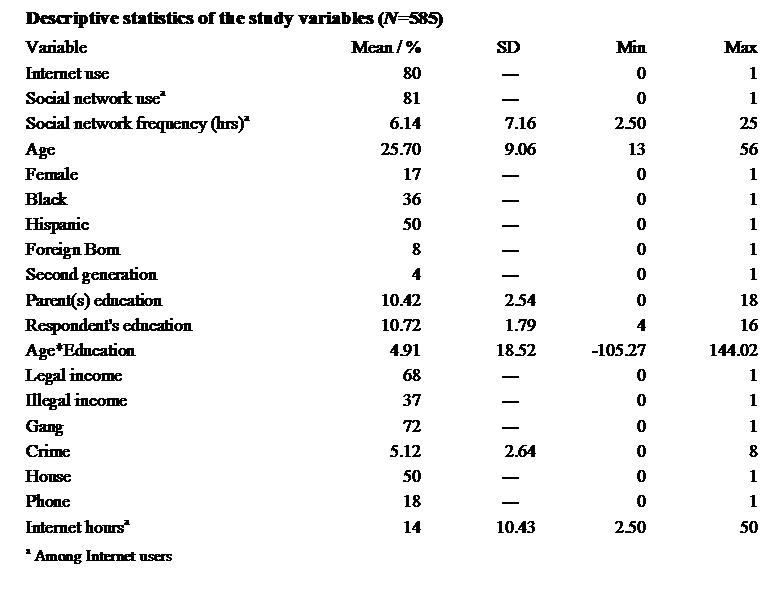 Descriptive statistics of the study variables (N=585)
Variable Mean / % SD Min Max
Internet use 80 — 0 1
Social network useᵃ 81 — 0 1
Social network frequency (hrs)ᵃ 6.14 7.16 2.50 25
Age 25.70 9.06 13 56
Female 17 — 0 1
Black 36 — 0 1
Hispanic 50 — 0 1
Foreign Born 8 — 0 1
Second generation 4 — 0 1
Parent(s) education 10.42 2.54 0 18
Respondent's education 10.72 1.79 4 16
Age*Education 4.91 18.52 -105.27 144.02
Legal income 68 — 0 1
Illegal income 37 — 0 1
Gang 72 — 0 1
Crime 5.12 2.64 0 8
House 50 — 0 1
Phone 18 — 0 1
Internet hoursᵃ 14 10.43 2.50 50
ᵃ Among Internet users